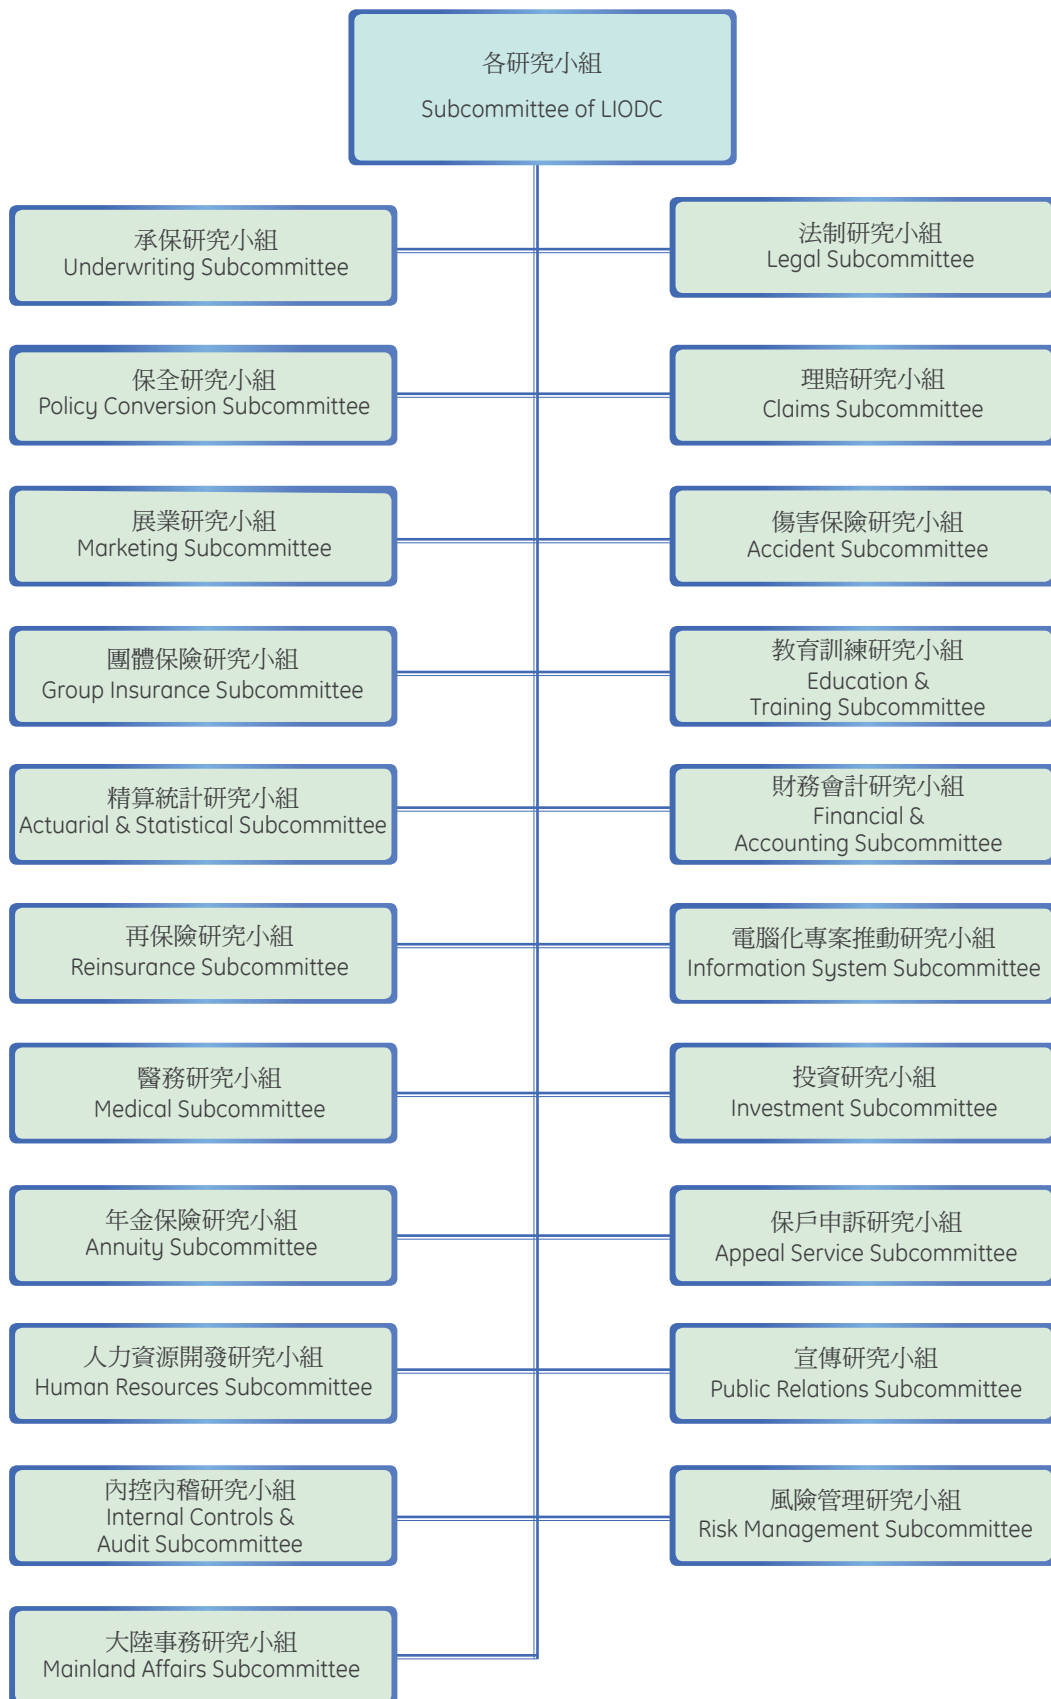 各研究小組
Subcommittee of LIODC
承保研究小組
Underwriting Subcommittee
法制研究小組
Legal Subcommittee
保全研究小組
Policy Conversion Subcommittee
理賠研究小組
Claims Subcommittee
展業研究小組
Marketing Subcommittee
傷害保險研究小組
Accident Subcommittee
團體保險研究小組
Group Insurance Subcommittee
教育訓練研究小組
Education &
Training Subcommittee
精算統計研究小組
Actuarial & Statistical Subcommittee
財務會計研究小組
Financial &
Accounting Subcommittee
再保險研究小組
Reinsurance Subcommittee
電腦化專案推動研究小組
Information System Subcommittee
醫務研究小組
Medical Subcommittee
投資研究小組
Investment Subcommittee
年金保險研究小組
Annuity Subcommittee
保戶申訴研究小組
Appeal Service Subcommittee
人力資源開發研究小組
Human Resources Subcommittee
宣傳研究小組
Public Relations Subcommittee
內控內稽研究小組
Internal Controls &
Audit Subcommittee
風險管理研究小組
Risk Management Subcommittee
大陸事務研究小組
Mainland Affairs Subcommittee